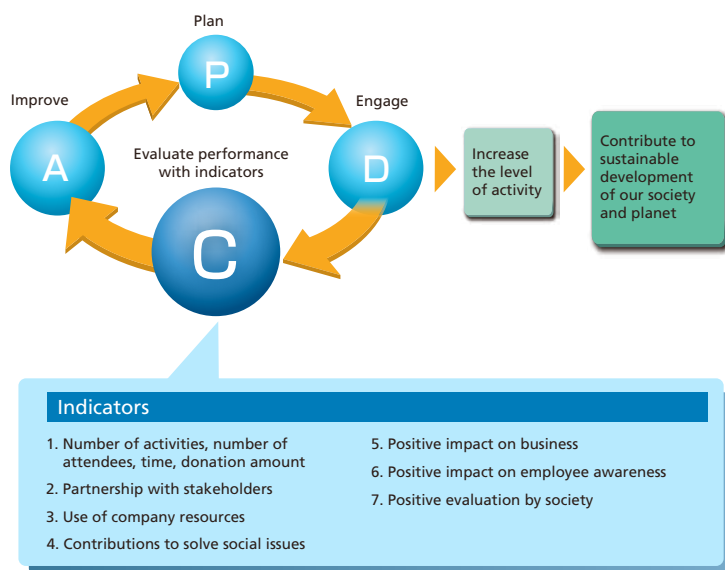 Plan
P
Improve
Engage
A
Evaluate performance
with indicators
D
C
Increase
the level
of activity
Contribute to
sustainable
development
of our society
and planet
Indicators
1. Number of activities, number of
attendees, time, donation amount
2. Partnership with stakeholders
3. Use of company resources
4. Contributions to solve social issues
5. Positive impact on business
6. Positive impact on employee awareness
7. Positive evaluation by society